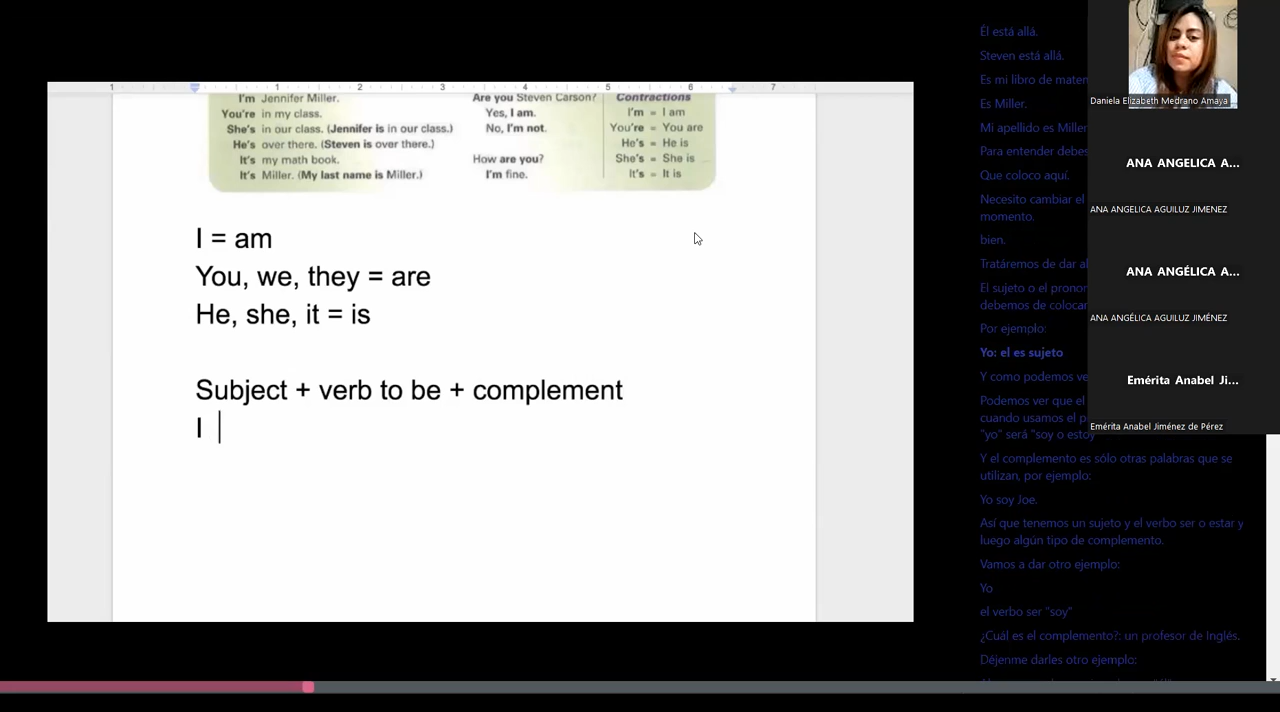 1 1 2 3 4 5 6 7
I'm Jennifer Miller.
You're in my class.
She's in our class. (Jennifer is in our class.)
He's over there. (Steven is over there.)
It's my math book.
It's Miller. (My last name is Miller.)
Are you Steven Carson?
Yes, I am.
No, I'm not.
How are you?
I'm fine.
Contractions
I'm = I am
You're = You are
He's = He is
She's = She is
It's = It is
I = am
You, we, they = are
He, she, it = is
Subject + verb to be + complement
I
Él está allá.
Steven está allá.
Es mi libro de
Es Miller.
Mi apellido es Miller
Para entender
Que coloco aquí.
Necesito cambiar el
momento.
bien.
Tratáremos de dar
El sujeto o el
debemos de
Por ejemplo:
Yo: el es sujeto
Y como podemos
Podemos ver que el
cuando usamos el
"yo" será "soy o estoy
Y el complemento es sólo otras palabras que se
utilizan, por ejemplo:
Yo soy Joe.
Así que tenemos un sujeto y el verbo ser o estar y
luego algún tipo de complemento.
Vamos a dar otro ejemplo:
Yo
el verbo ser "soy"
¿Cuál es el complemento?: un profesor de Inglés.
Déjenme darles otro ejemplo:
Daniela Elizabeth Medrano Amaya
ANA ANGELICA A...
ANA ANGELICA AGUILUZ JIMENEZ
ANA ANGÉLICA A...
ANA ANGÉLICA AGUILUZ JIMÉNEZ
Emérita Anabel Ji...
Emérita Anabel Jiménez de Pérez